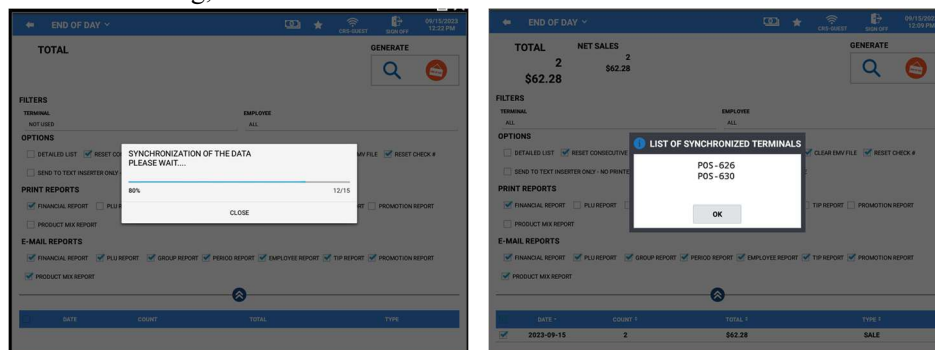 END OF DAY
CRS-GUEST
SIGN OFF
09/15/2023
12:22 PM
TOTAL
GENERATE
FILTERS
TERMINAL
EMPLOYEE
NOT USED
ALL
OPTIONS
DETAILED LIST
RESET CO
MV FILE
RESET CHECK #
SEND TO TEXT INSERTER ONLY
PRINT REPORTS
FINANCIAL REPORT
PLU R
RT
PROMOTION REPORT
PRODUCT MIX REPORT
E-MAIL REPORTS
FINANCIAL REPORT
PLU REPORT
GROUP REPORT
PERIOD REPORT
EMPLOYEE REPORT
TIP REPORT
PROMOTION REPORT
PRODUCT MIX REPORT
DATE
COUNT
TOTAL
TYPE
SYNCHRONIZATION OF THE DATA
PLEASE WAIT....
80%
12/15
CLOSE
END OF DAY
CRS-GUEST
SIGN OFF
09/15/202
12:09 PM
TOTAL
NET SALES
GENERATE
2
2
$62.28
$62.28
FILTERS
TERMINAL
EMPLOYEE
ALL
ALL
OPTIONS
DETAILED LIST
RESET CONSECUTIVE
CLEAR EMV FILE
RESET CHECK #
SEND TO TEXT INSERTER ONLY - NO PRINTE
PRINT REPORTS
FINANCIAL REPORT
PLU REPORT
TIP REPORT
PROMOTION REPORT
PRODUCT MIX REPORT
E-MAIL REPORTS
FINANCIAL REPORT
PLU REPORT
GROUP REPORT
PERIOD REPORT
EMPLOYEE REPORT
TIP REPORT
PROMOTION REPORT
PRODUCT MIX REPORT
DATE
COUNT
TOTAL
TYPE
2023-09-15
2
$62.28
SALE
LIST OF SYNCHRONIZED TERMINALS
POS-626
POS-630
OK